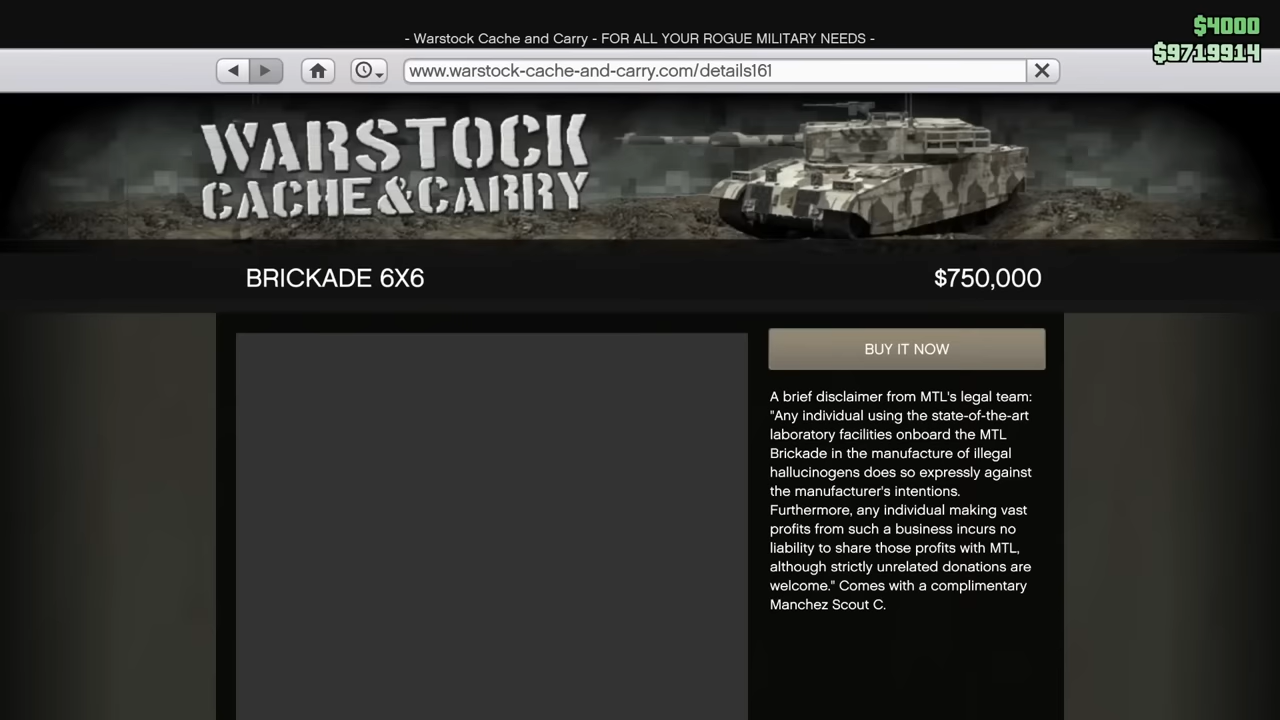 - Warstock Cache and Carry - FOR ALL YOUR ROGUE MILITARY NEEDS -
$4000
$9719914
www.warstock-cache-and-carry.com/details161
WARSTOCK
CACHE & CARRY
BRICKADE 6X6
$750,000
BUY IT NOW
A brief disclaimer from MTL's legal team:
"Any individual using the state-of-the-art
laboratory facilities onboard the MTL
Brickade in the manufacture of illegal
hallucinogens does so expressly against
the manufacturer's intentions.
Furthermore, any individual making vast
profits from such a business incurs no
liability to share those profits with MTL,
although strictly unrelated donations are
welcome." Comes with a complimentary
Manchez Scout C.